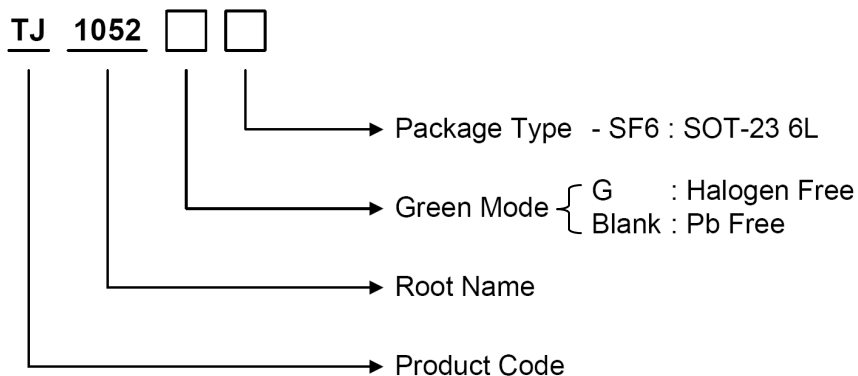 TJ 1052
Package Type - SF6 : SOT-23 6L
Green Mode G : Halogen Free
Blank : Pb Free
Root Name
Product Code